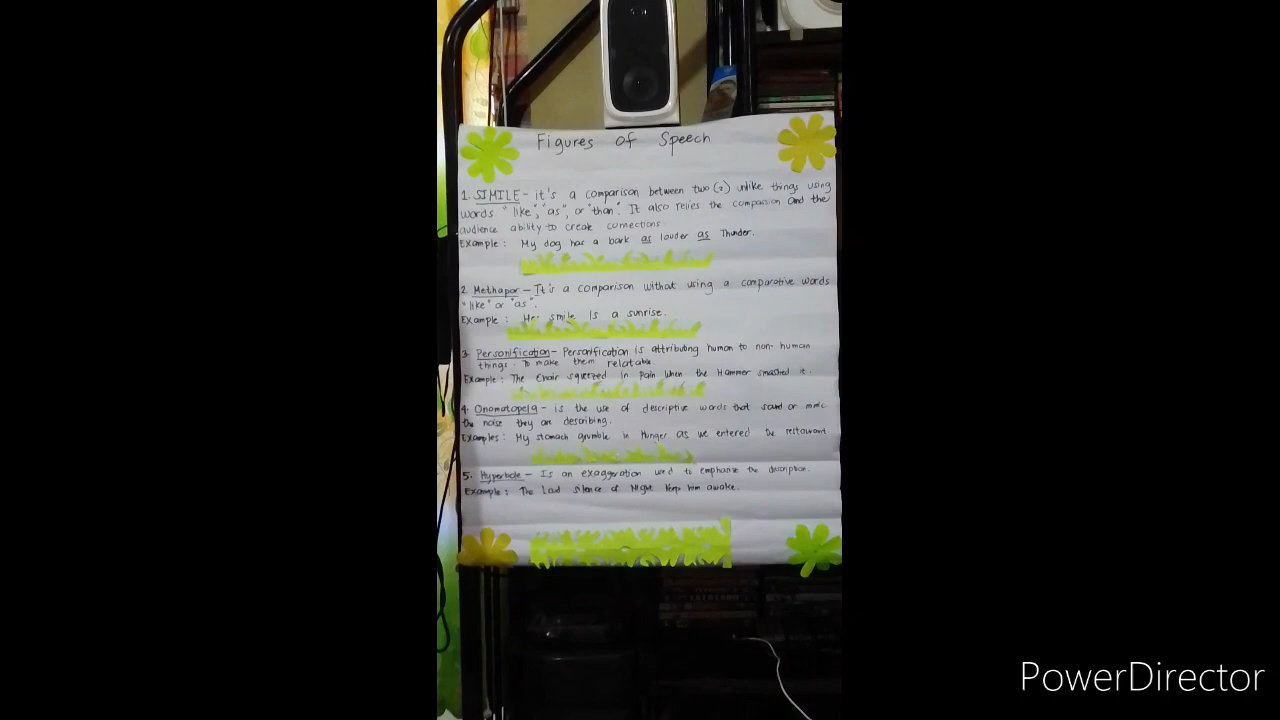 Figures of Speech
1. SIMILE - it's a comparison between two (2) unlike things using
words "like", "as", or "than". It also relies the compassion and the
audience ability to create connections.
Example : My dog has a bark as louder as Thunder.
2. Methapor - It's a comparison without using a comparative words
"like" or "as".
Example : Her smile Is a sunrise.
3. Personification - Personification is attributing human to non-human
things. To make them relatable.
Example : The Chair squeezed In Pain when the Hammer smashed it.
4. Onomatopeia - is the use of descriptive words that sound or mimic
the noise they are describing.
Examples : My stomach grumble in Hunger as we entered the restaurant
5. Hyperbole - Is an exaggeration used to emphasize the description.
Example : The Loud silence of Night keep him awake.
PowerDirector